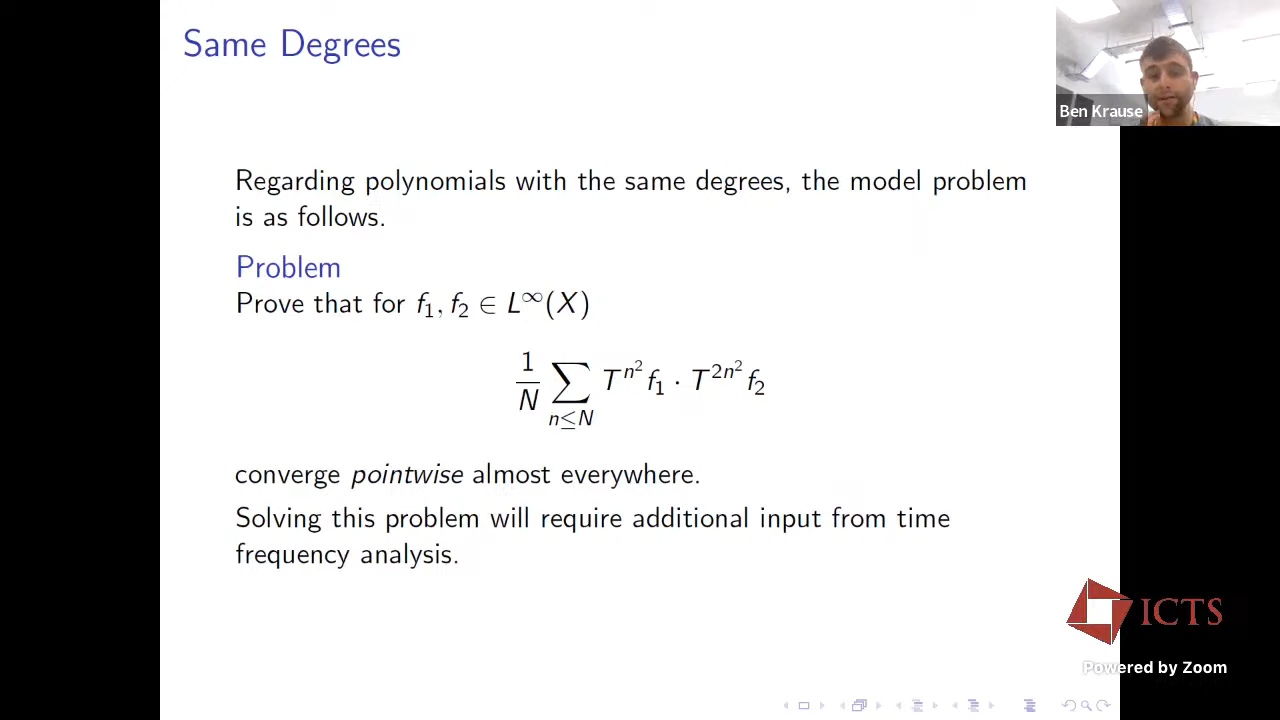 Same Degrees
Ben Krause
Regarding polynomials with the same degrees, the model problem
is as follows.
Problem
Prove that for f₁, f₂ ∈ L^∞(X)
1/N ∑_{n≤N} T^{n²} f₁ · T^{2n²} f₂
converge pointwise almost everywhere.
Solving this problem will require additional input from time
frequency analysis.
ICTS
Powered by Zoom